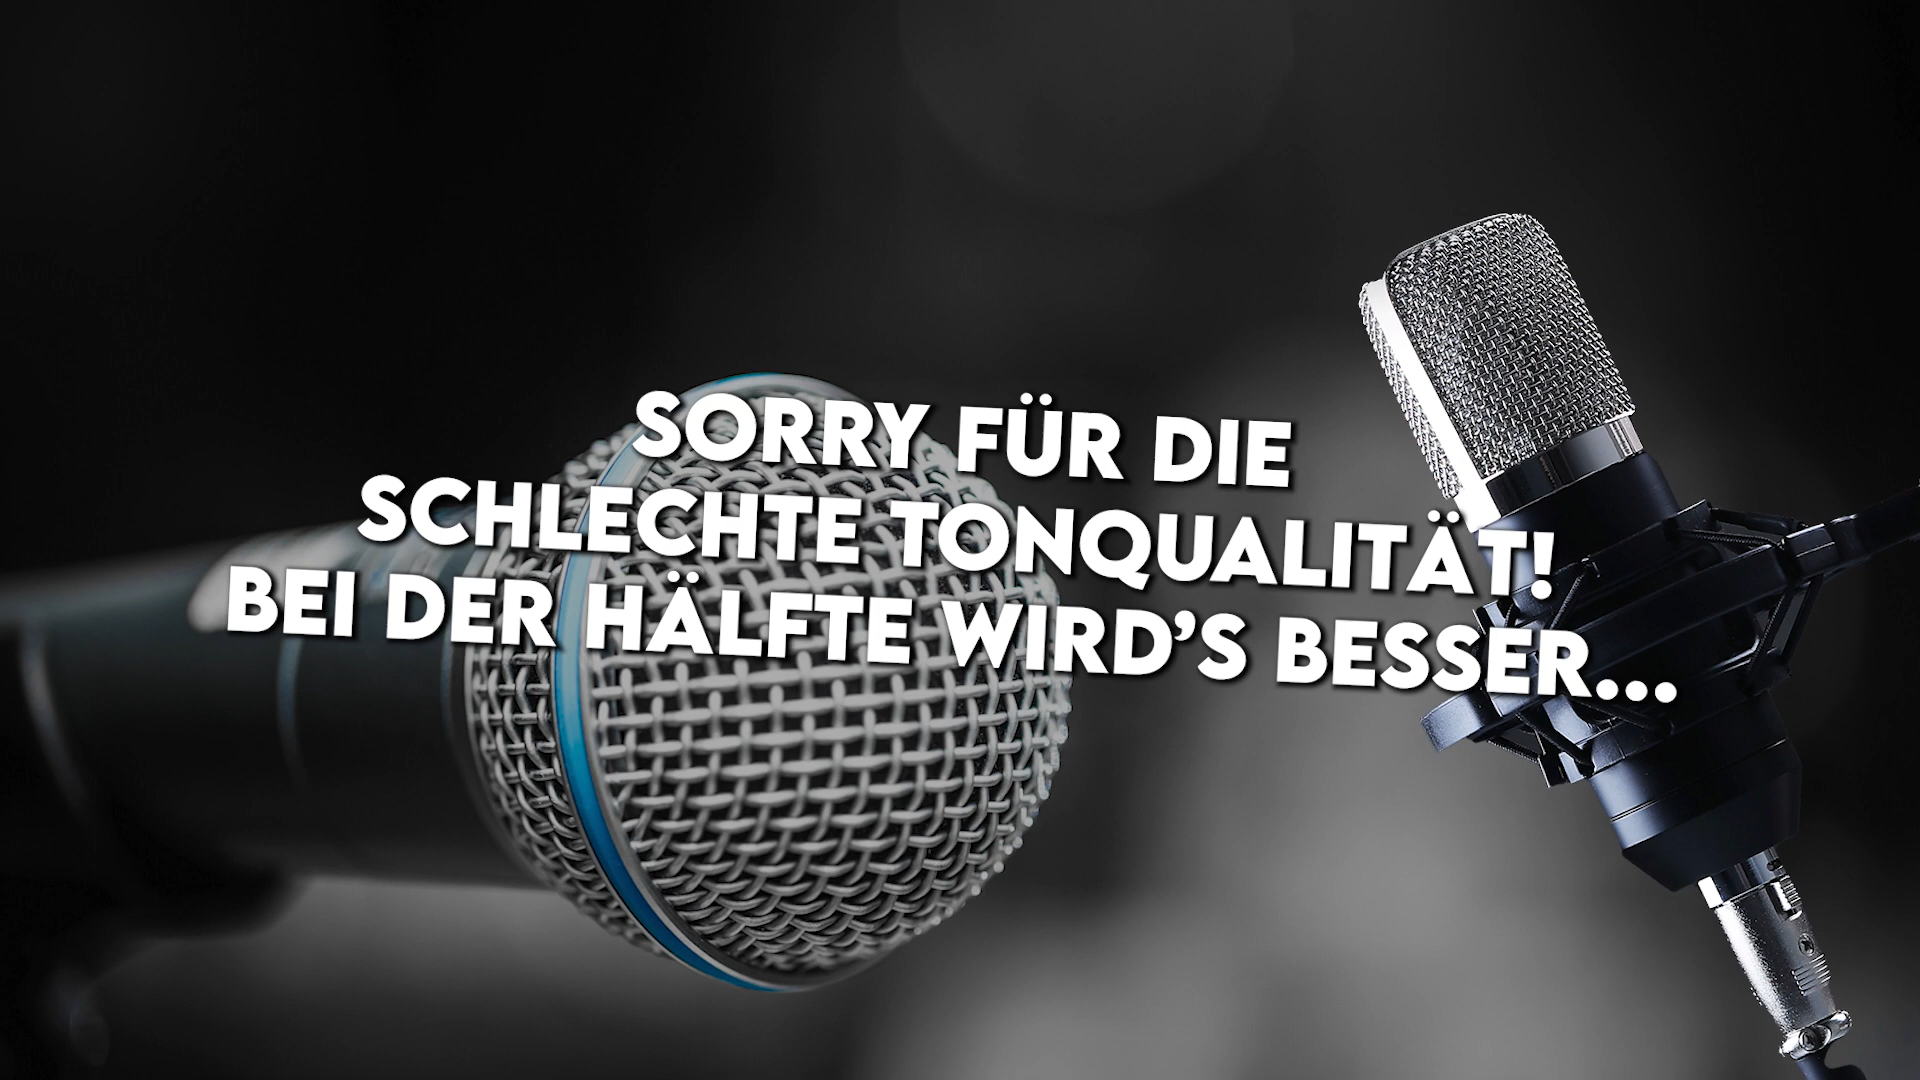 SORRY FÜR DIE
SCHLECHTE TONQUALITÄT!
BEI DER HÄLFTE WIRD’S BESSER...